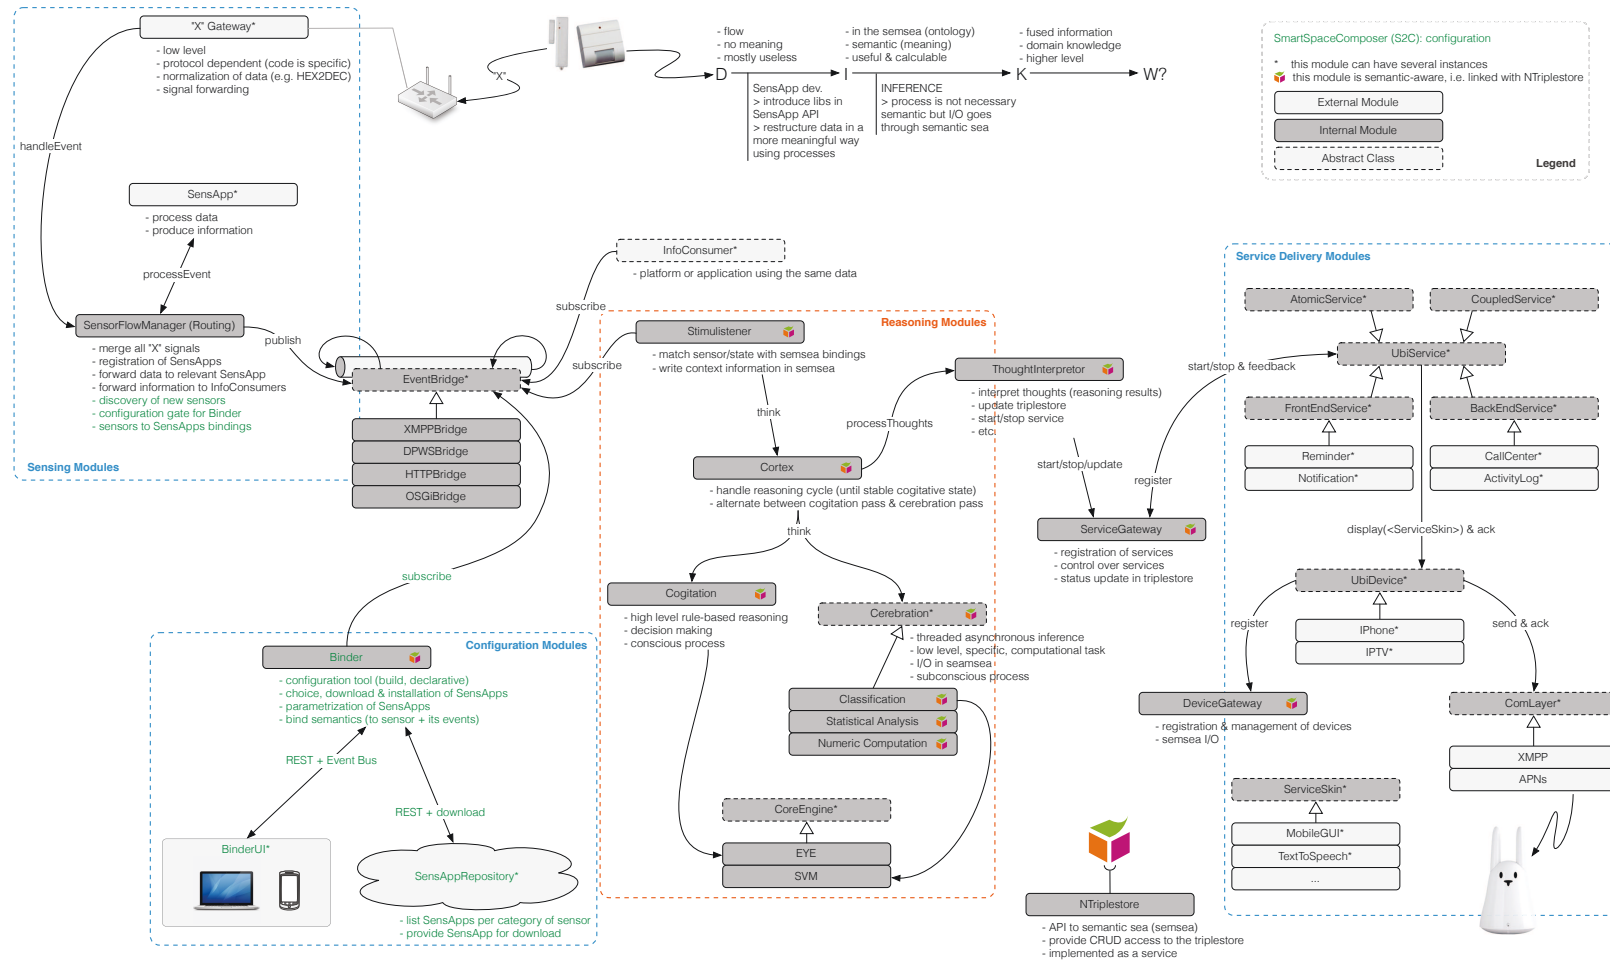 "X" Gateway*
- low level
- protocol dependent (code is specific)
- normalization of data (e.g. HEX2DEC)
- signal forwarding
handleEvent
"X"
- flow
- no meaning
- mostly useless
- in the semsea (ontology)
- semantic (meaning)
- useful & calculable
- fused information
- domain knowledge
- higher level
D
I
K
W?
SensApp dev.
> introduce libs in
SensApp API
> restructure data in a
more meaningful way
using processes
INFERENCE
> process is not necessary
semantic but I/O goes
through semantic sea
SmartSpaceComposer (S2C): configuration
* this module can have several instances
this module is semantic-aware, i.e. linked with NTriplestore
External Module
Internal Module
Abstract Class
Legend
SensApp*
- process data
- produce information
processEvent
SensorFlowManager (Routing)
- merge all "X" signals
- registration of SensApps
- forward data to relevant SensApp
- forward information to InfoConsumers
- discovery of new sensors
- configuration gate for Binder
- sensors to SensApps bindings
Sensing Modules
publish
InfoConsumer*
- platform or application using the same data
subscribe
subscribe
EventBridge*
XMPPBridge
DPWSBridge
HTTPBridge
OSGiBridge
subscribe
Reasoning Modules
Stimulistener
- match sensor/state with semsea bindings
- write context information in semsea
think
ThoughtInterpretor
- interpret thoughts (reasoning results)
- update triplestore
- start/stop service
- etc.
processThoughts
Cortex
- handle reasoning cycle (until stable cogitative state)
- alternate between cogitation pass & cerebration pass
think
Cogitation
- high level rule-based reasoning
- decision making
- conscious process
Cerebration*
- threaded asynchronous inference
- low level, specific, computational task
- I/O in seamsea
- subconscious process
Classification
Statistical Analysis
Numeric Computation
CoreEngine*
EYE
SVM
start/stop/update
start/stop & feedback
register
ServiceGateway
- registration of services
- control over services
- status update in triplestore
Service Delivery Modules
AtomicService*
CoupledService*
UbiService*
FrontEndService*
BackEndService*
Reminder*
Notification*
CallCenter*
ActivityLog*
display(<ServiceSkin>) & ack
UbiDevice*
IPhone*
IPTV*
register
send & ack
DeviceGateway
- registration & management of devices
- semsea I/O
ComLayer*
XMPP
APNs
ServiceSkin*
MobileGUI*
TextToSpeech*
...
Configuration Modules
Binder
- configuration tool (build, declarative)
- choice, download & installation of SensApps
- parametrization of SensApps
- bind semantics (to sensor + its events)
REST + Event Bus
REST + download
BinderUI*
SensAppRepository*
- list SensApps per category of sensor
- provide SensApp for download
NTriplestore
- API to semantic sea (semsea)
- provide CRUD access to the triplestore
- implemented as a service